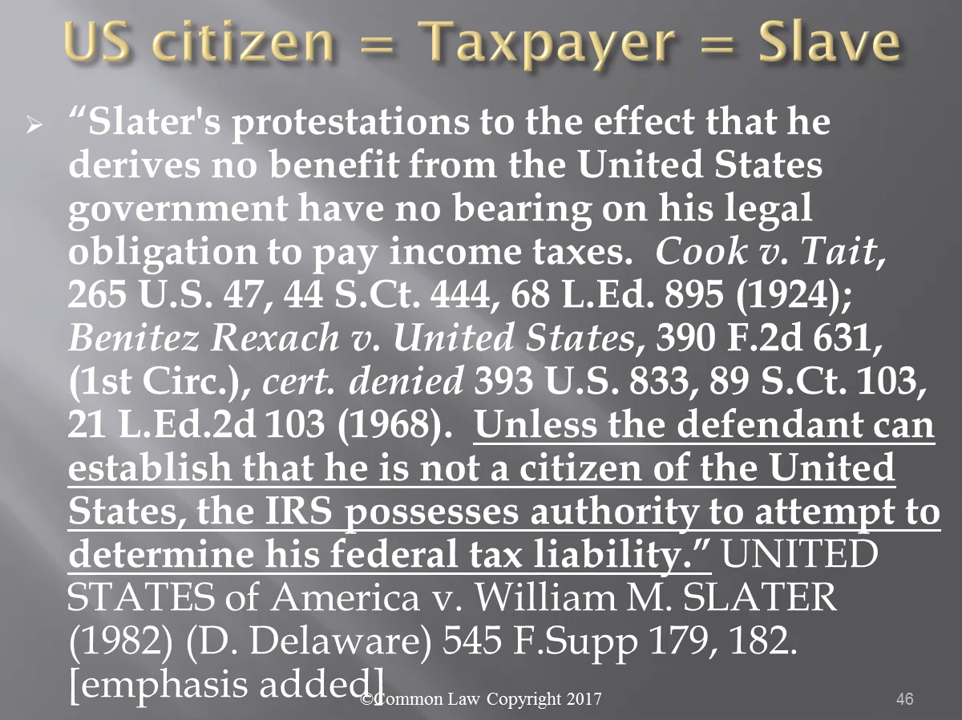 US citizen = Taxpayer = Slave
“Slater's protestations to the effect that he
derives no benefit from the United States
government have no bearing on his legal
obligation to pay income taxes.  Cook v. Tait,
265 U.S. 47, 44 S.Ct. 444, 68 L.Ed. 895 (1924);
Benitez Rexach v. United States, 390 F.2d 631,
(1st Circ.), cert. denied 393 U.S. 833, 89 S.Ct. 103,
21 L.Ed.2d 103 (1968).  Unless the defendant can
establish that he is not a citizen of the United
States, the IRS possesses authority to attempt to
determine his federal tax liability.” UNITED
STATES of America v. William M. SLATER
(1982) (D. Delaware) 545 F.Supp 179, 182.
[emphasis added]
©Common Law Copyright 2017
46